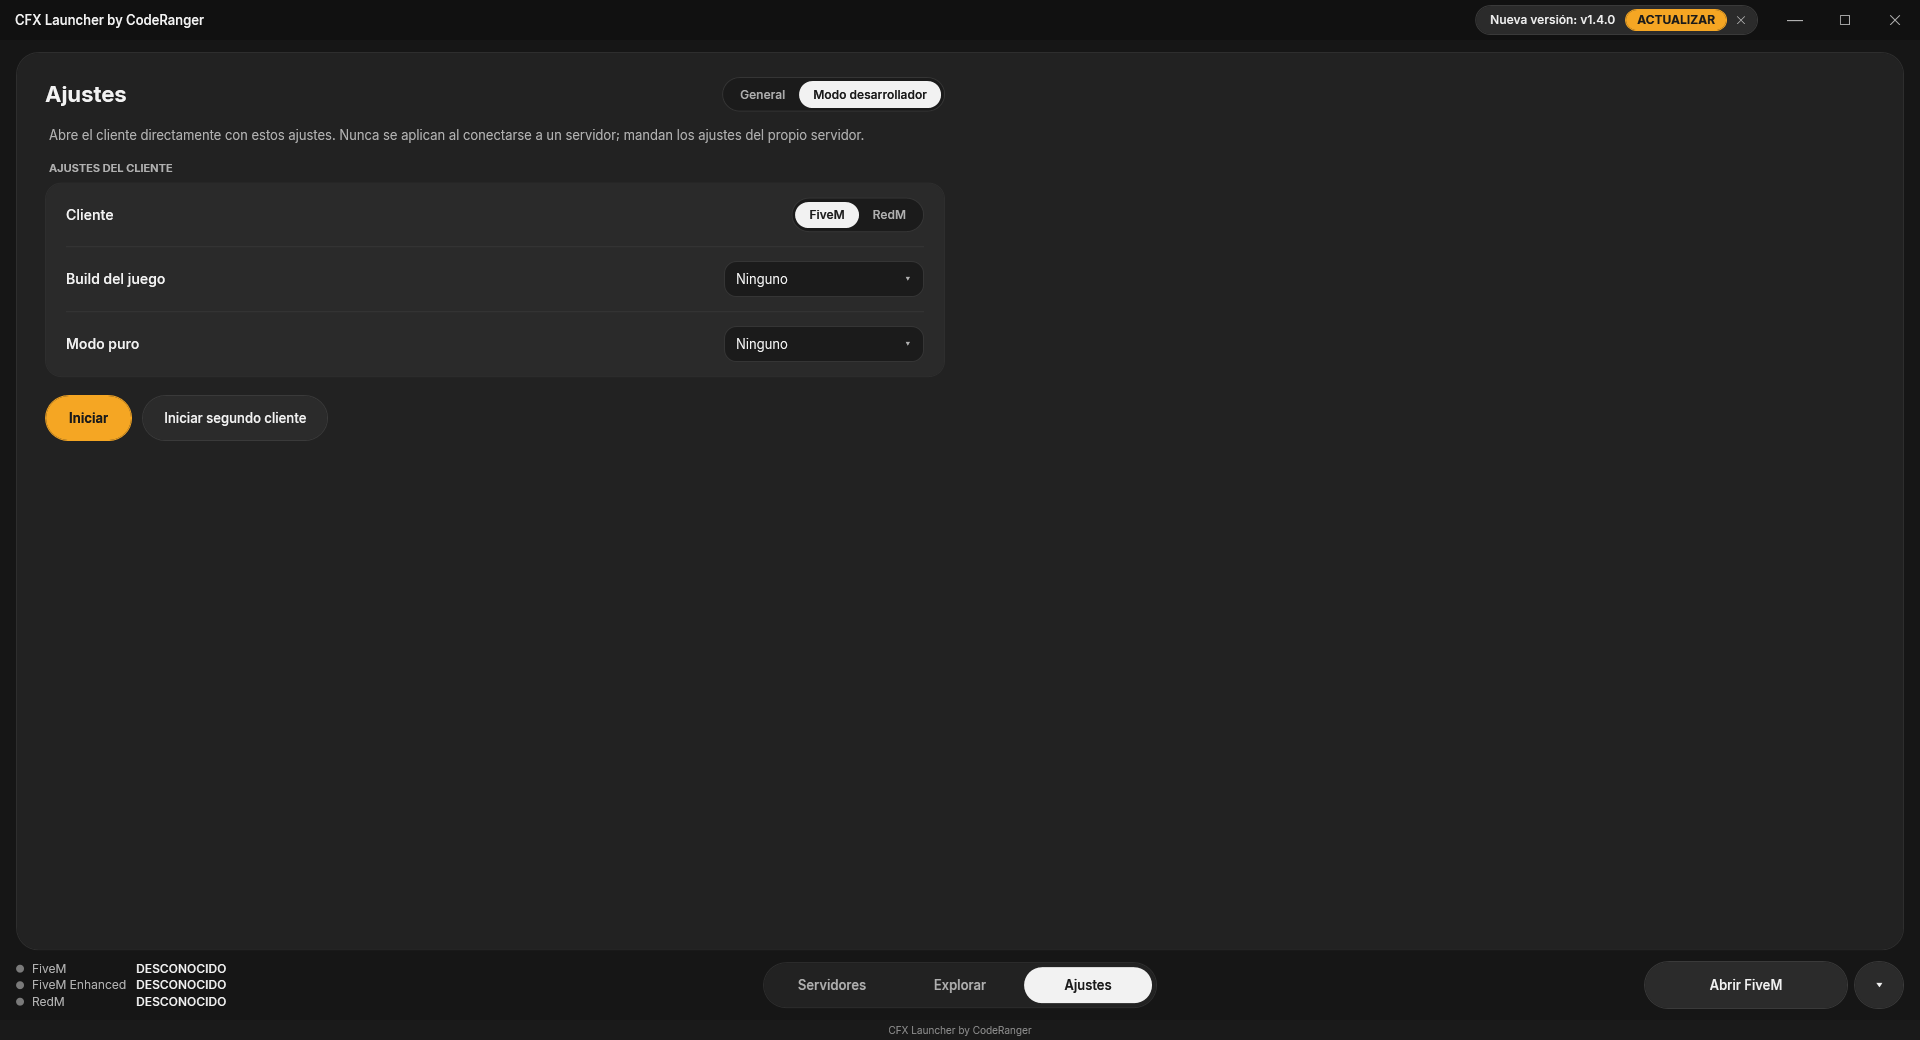 CFX Launcher by CodeRanger
Nueva versión: v1.4.0 ACTUALIZAR
Ajustes
General Modo desarrollador
Abre el cliente directamente con estos ajustes. Nunca se aplican al conectarse a un servidor; mandan los ajustes del propio servidor.
AJUSTES DEL CLIENTE
Cliente FiveM RedM
Build del juego Ninguno
Modo puro Ninguno
Iniciar Iniciar segundo cliente
FiveM DESCONOCIDO
FiveM Enhanced DESCONOCIDO
RedM DESCONOCIDO
Servidores Explorar Ajustes
Abrir FiveM
CFX Launcher by CodeRanger